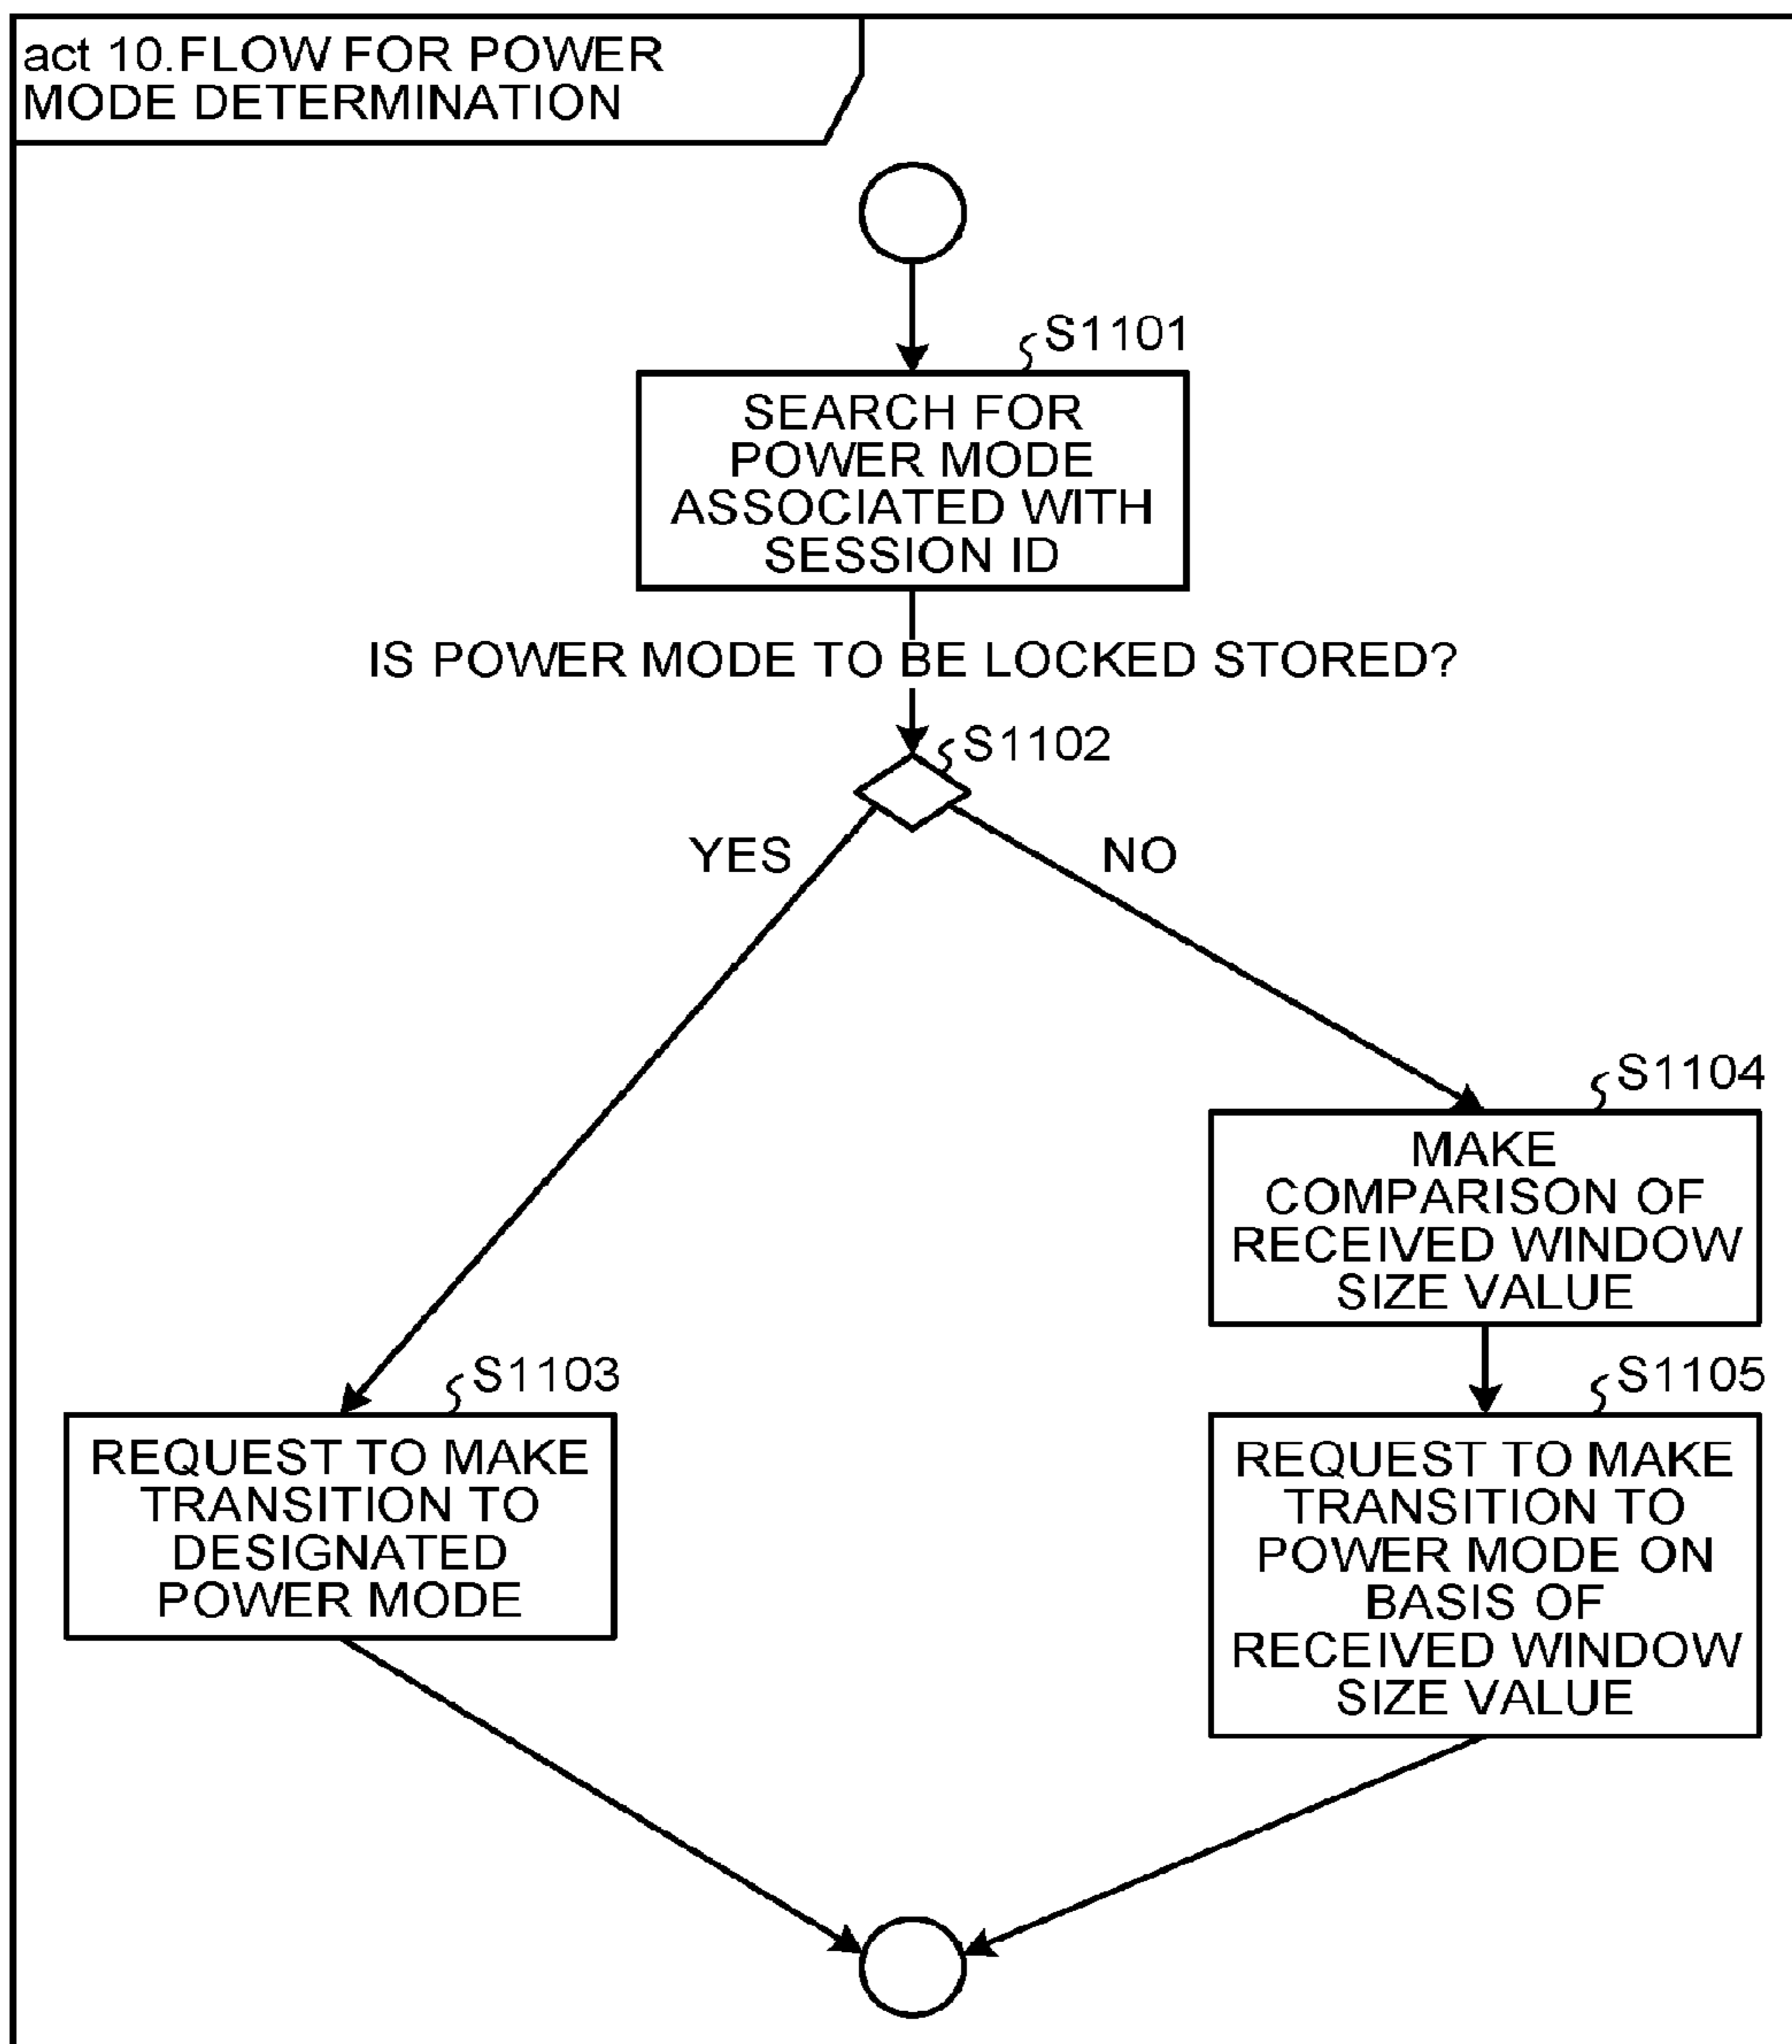 act 10.FLOW FOR POWER
MODE DETERMINATION
S1101
SEARCH FOR
POWER MODE
ASSOCIATED WITH
SESSION ID
IS POWER MODE TO BE LOCKED STORED?
S1102
YES
NO
S1104
MAKE
COMPARISON OF
RECEIVED WINDOW
SIZE VALUE
S1103
REQUEST TO MAKE
TRANSITION TO
DESIGNATED
POWER MODE
S1105
REQUEST TO MAKE
TRANSITION TO
POWER MODE ON
BASIS OF
RECEIVED WINDOW
SIZE VALUE